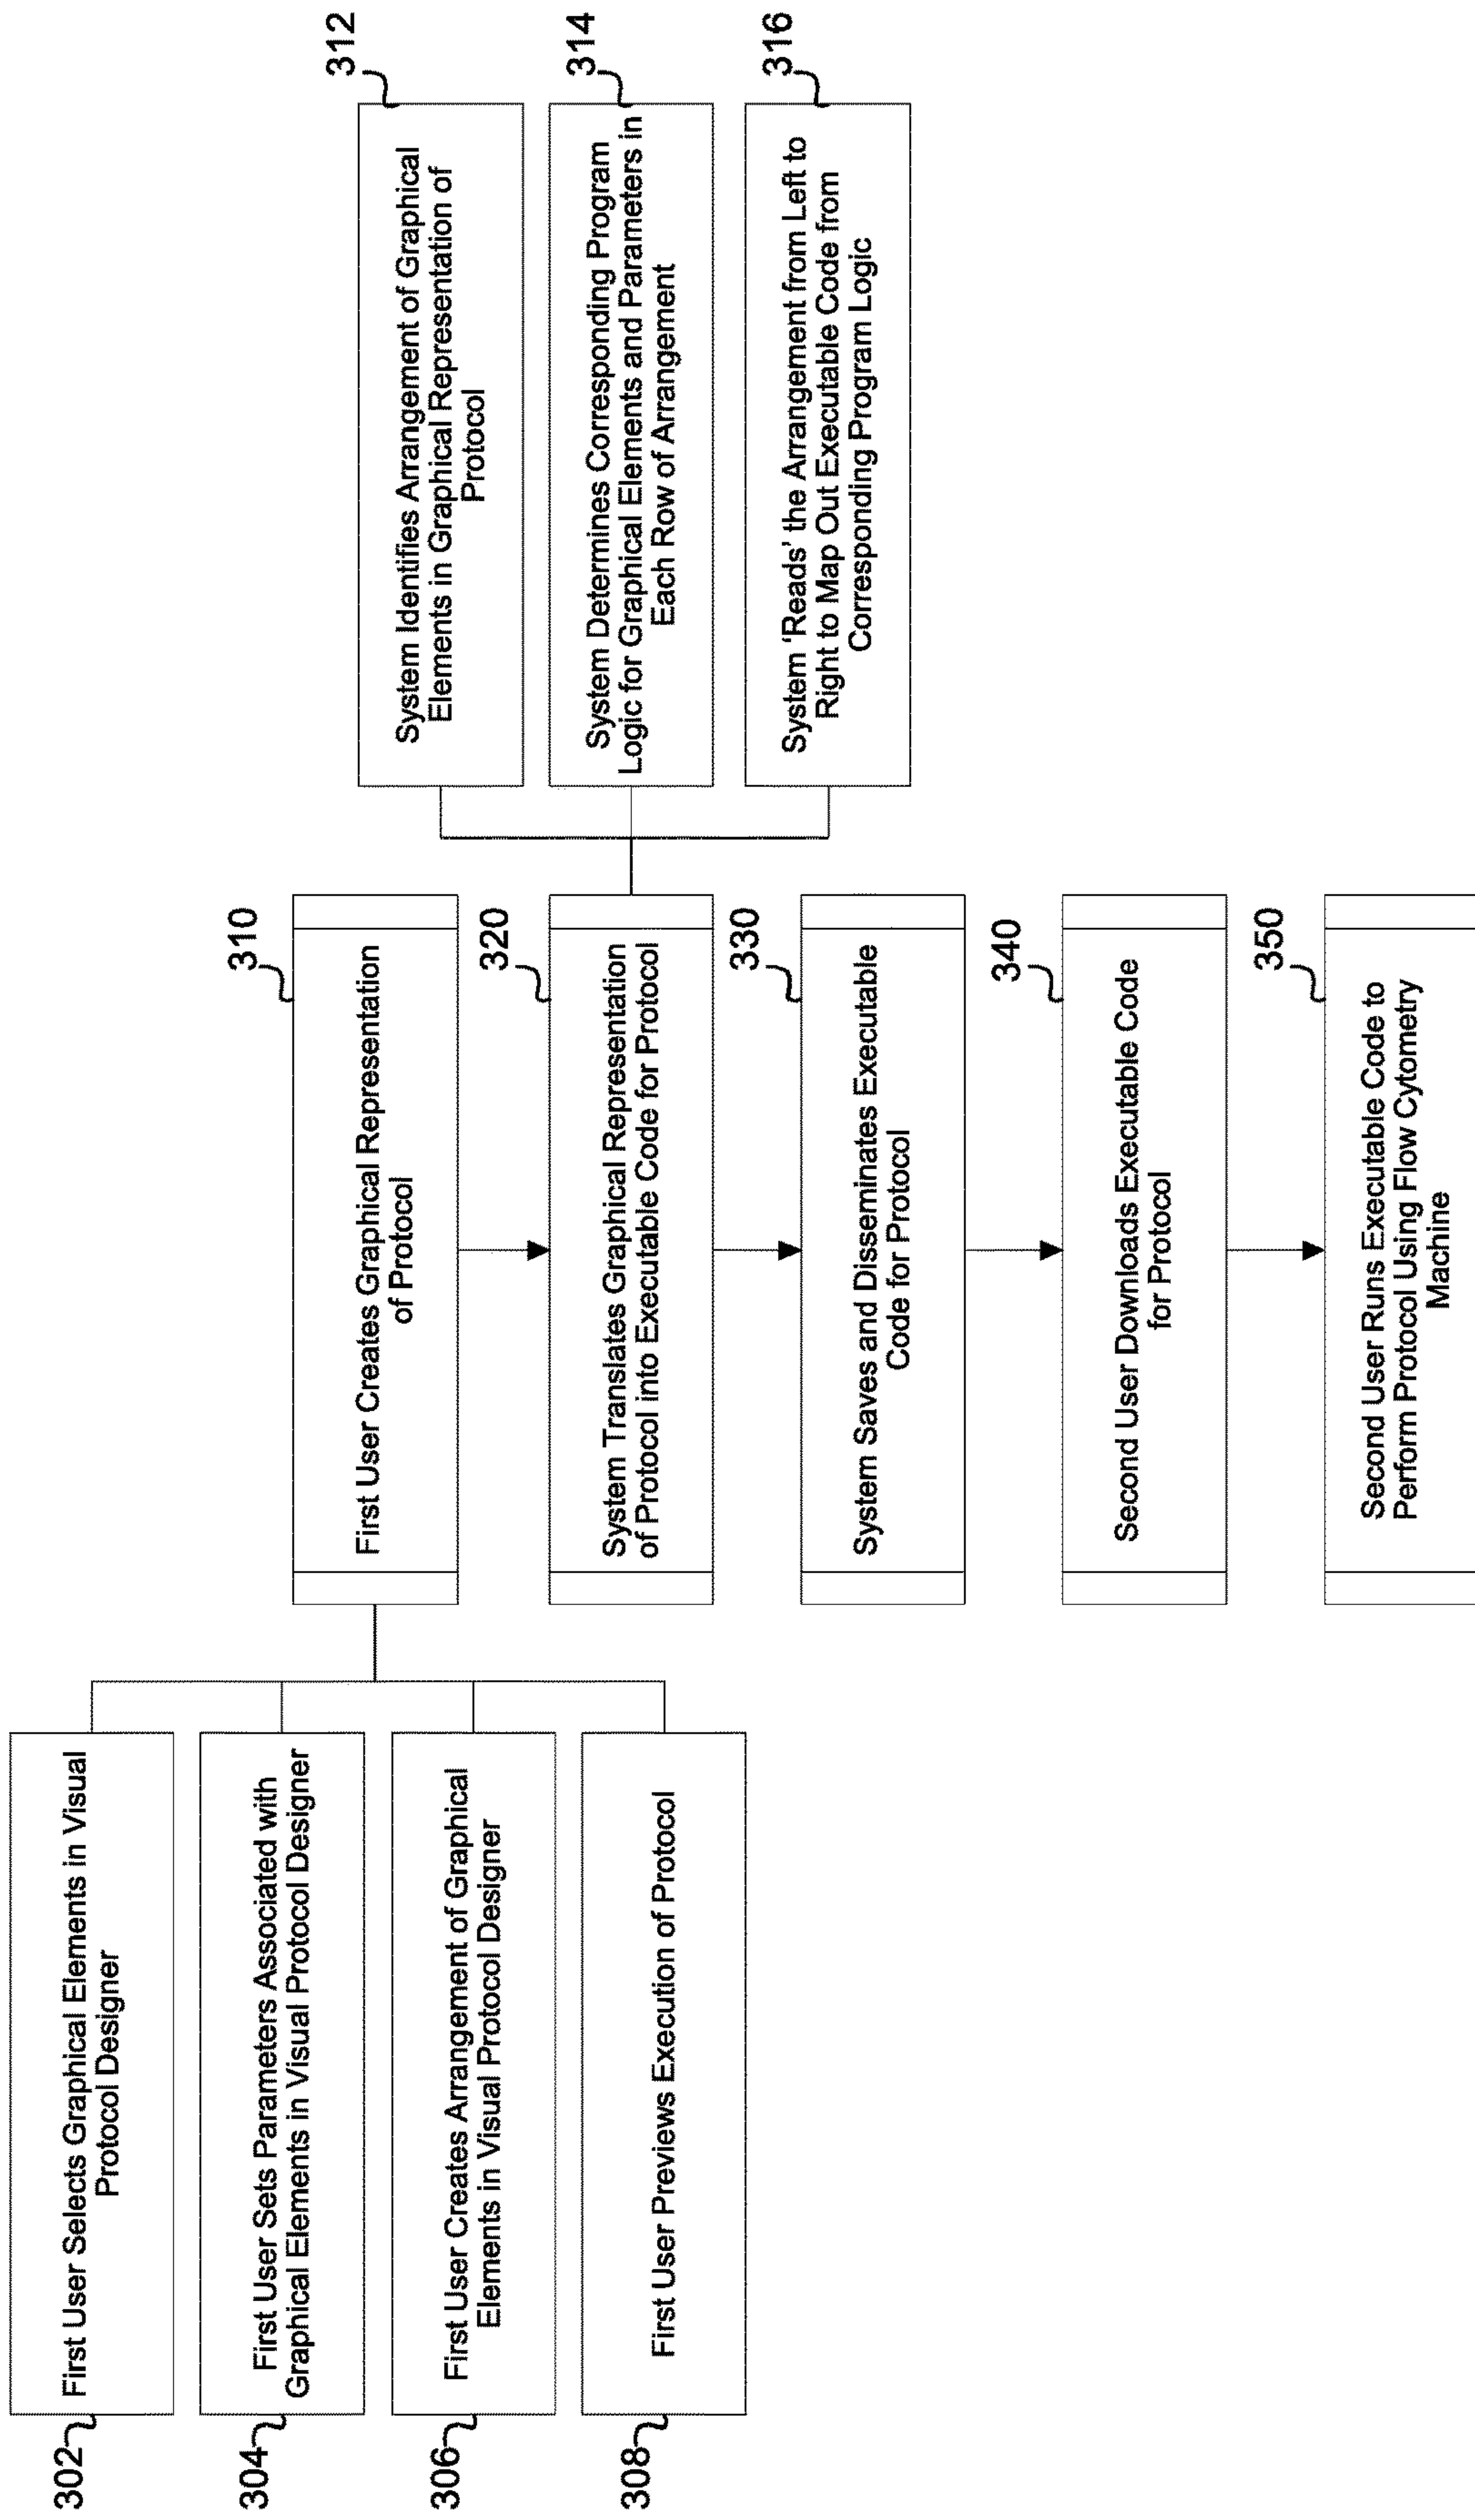 302
First User Selects Graphical Elements in Visual
Protocol Designer
304
First User Sets Parameters Associated with
Graphical Elements in Visual Protocol Designer
306
First User Creates Arrangement of Graphical
Elements in Visual Protocol Designer
308
First User Previews Execution of Protocol
310
First User Creates Graphical Representation
of Protocol
320
System Translates Graphical Representation
of Protocol into Executable Code for Protocol
330
System Saves and Disseminates Executable
Code for Protocol
340
Second User Downloads Executable Code
for Protocol
350
Second User Runs Executable Code to
Perform Protocol Using Flow Cytometry
Machine
312
System Identifies Arrangement of Graphical
Elements in Graphical Representation of
Protocol
314
System Determines Corresponding Program
Logic for Graphical Elements and Parameters in
Each Row of Arrangement
316
System ‘Reads’ the Arrangement from Left to
Right to Map Out Executable Code from
Corresponding Program Logic